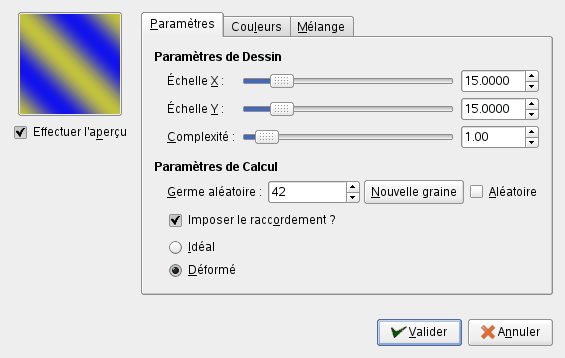 Paramètres Couleurs Mélange
Paramètres de Dessin
Échelle X : 15.0000
Échelle Y : 15.0000
Effectuer l'aperçu
Complexité : 1.00
Paramètres de Calcul
Germe aléatoire : 42 Nouvelle graine Aléatoire
Imposer le raccordement ?
Idéal
Déformé
Valider Annuler